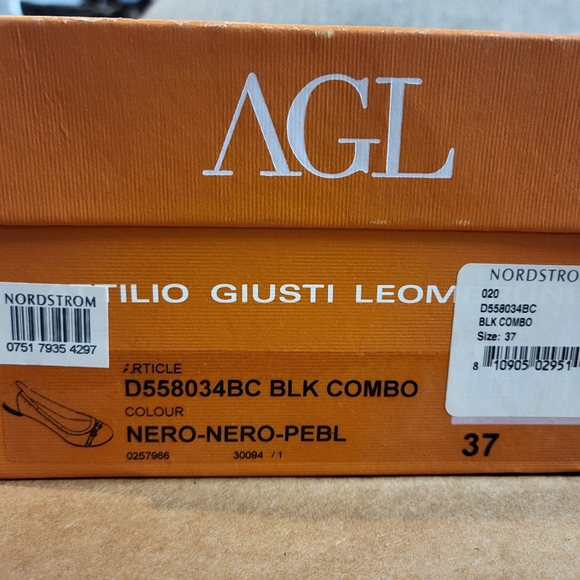 AGL
TILIO GIUSTI LEOM
NORDSTROM
0751 7935 4297
NORDSTRO
020
D558034BC
BLK COMBO
Size: 37
8 10905 02951
ARTICLE
D558034BC BLK COMBO
COLOUR
NERO-NERO-PEBL
0257966 30094 /1
37